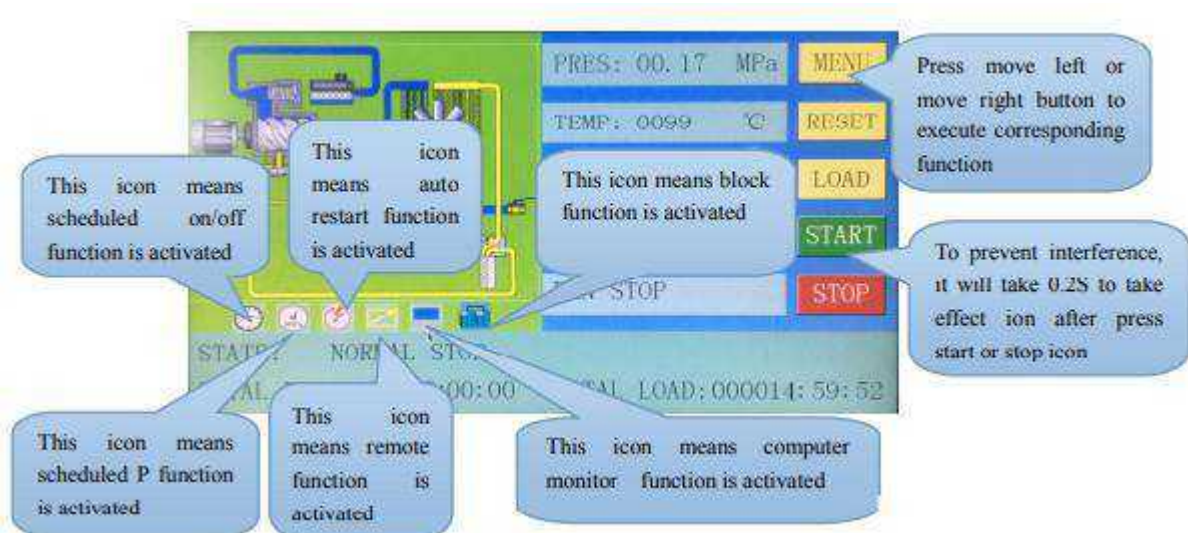 PRES: 00.17 MPa
MENU
TEMP: 0099 ℃
RESET
LOAD
START
STOP
STOP
STATE: NORMAL STOP
:00:00
LOAD:000014:59:52
Press move left or
move right button to
execute corresponding
function
This icon
means auto
restart function
is activated
This icon means
scheduled on/off
function is activated
This icon means block
function is activated
To prevent interference,
it will take 0.2S to take
effect ion after press
start or stop icon
This icon means
scheduled P function
is activated
This icon
means remote
function is
activated
This icon means computer
monitor function is activated